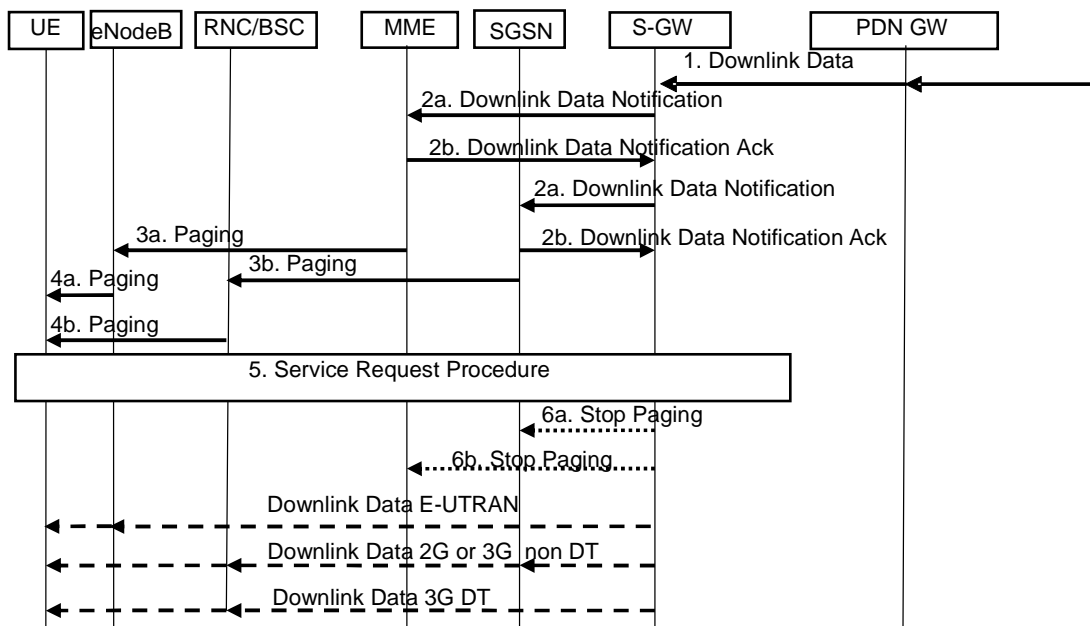 UE eNodeB RNC/BSC MME SGSN S-GW PDN GW
1. Downlink Data
2a. Downlink Data Notification
2b. Downlink Data Notification Ack
2a. Downlink Data Notification
3a. Paging
2b. Downlink Data Notification Ack
3b. Paging
4a. Paging
4b. Paging
5. Service Request Procedure
6a. Stop Paging
6b. Stop Paging
Downlink Data E-UTRAN
Downlink Data 2G or 3G non DT
Downlink Data 3G DT